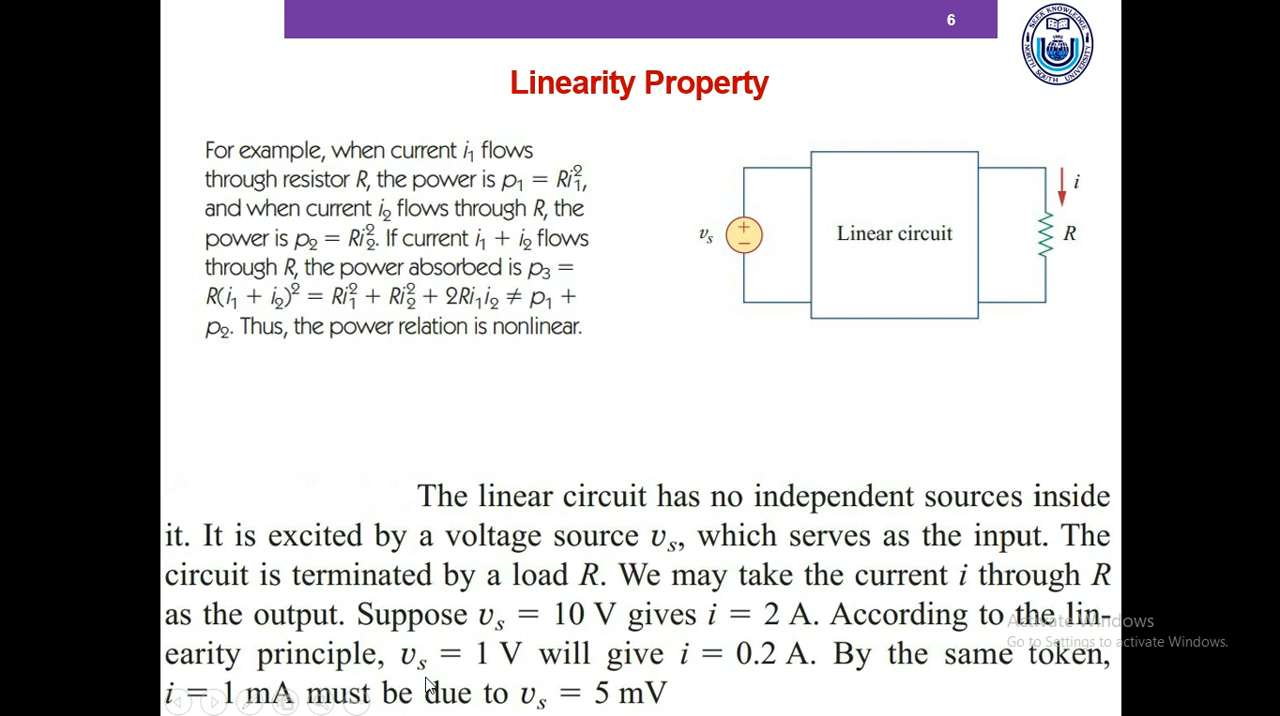 6
SEEK KNOWLEDGE
NORTH SOUTH UNIVERSITY
Linearity Property
For example, when current i₁ flows
through resistor R, the power is p₁ = Ri₁²,
and when current i₂ flows through R, the
power is p₂ = Ri₂². If current i₁ + i₂ flows
through R, the power absorbed is p₃ =
R(i₁ + i₂)² = Ri₁² + Ri₂² + 2Ri₁i₂ ≠ p₁ +
p₂. Thus, the power relation is nonlinear.
vₛ
+
−
Linear circuit
i
R
The linear circuit has no independent sources inside
it. It is excited by a voltage source vₛ, which serves as the input. The
circuit is terminated by a load R. We may take the current i through R
as the output. Suppose vₛ = 10 V gives i = 2 A. According to the lin-
earity principle, vₛ = 1 V will give i = 0.2 A. By the same token,
i = 1 mA must be due to vₛ = 5 mV
Activate Windows
Go to Settings to activate Windows.